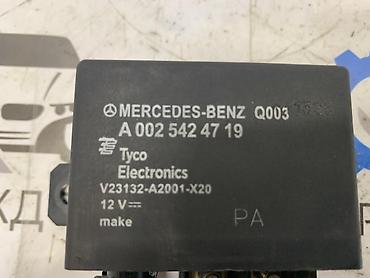 MERCEDES-BENZ Q003
A 002 542 47 19
Tyco
Electronics
V23132-A2001-X20
12 V
make
PA